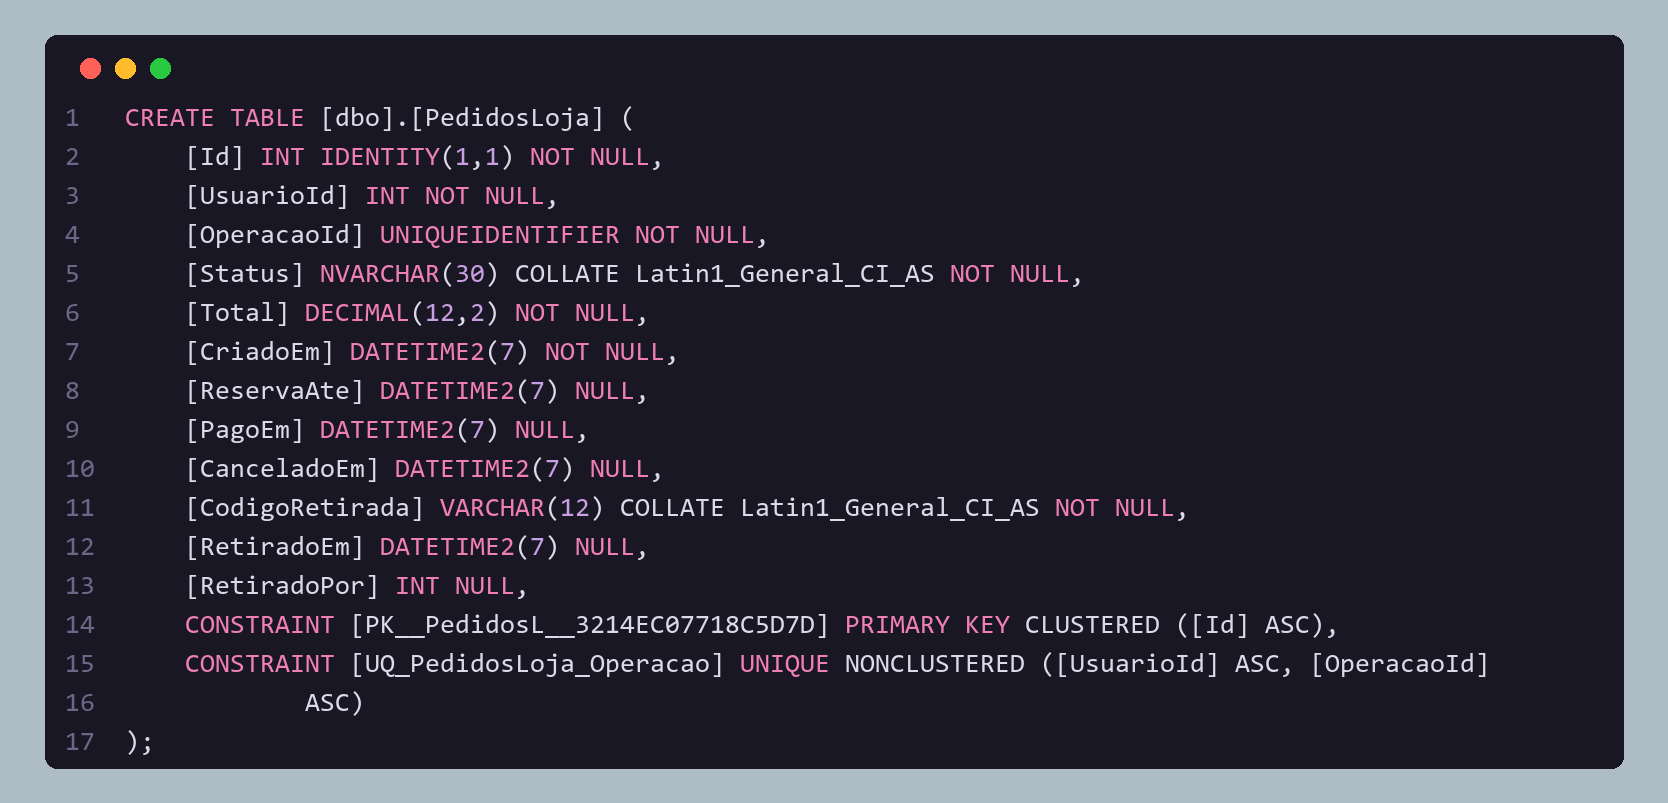 1 CREATE TABLE [dbo].[PedidosLoja] (
2 [Id] INT IDENTITY(1,1) NOT NULL,
3 [UsuarioId] INT NOT NULL,
4 [OperacaoId] UNIQUEIDENTIFIER NOT NULL,
5 [Status] NVARCHAR(30) COLLATE Latin1_General_CI_AS NOT NULL,
6 [Total] DECIMAL(12,2) NOT NULL,
7 [CriadoEm] DATETIME2(7) NOT NULL,
8 [ReservaAte] DATETIME2(7) NULL,
9 [PagoEm] DATETIME2(7) NULL,
10 [CanceladoEm] DATETIME2(7) NULL,
11 [CodigoRetirada] VARCHAR(12) COLLATE Latin1_General_CI_AS NOT NULL,
12 [RetiradoEm] DATETIME2(7) NULL,
13 [RetiradoPor] INT NULL,
14 CONSTRAINT [PK__PedidosL__3214EC07718C5D7D] PRIMARY KEY CLUSTERED ([Id] ASC),
15 CONSTRAINT [UQ_PedidosLoja_Operacao] UNIQUE NONCLUSTERED ([UsuarioId] ASC, [OperacaoId]
16 ASC)
17 );